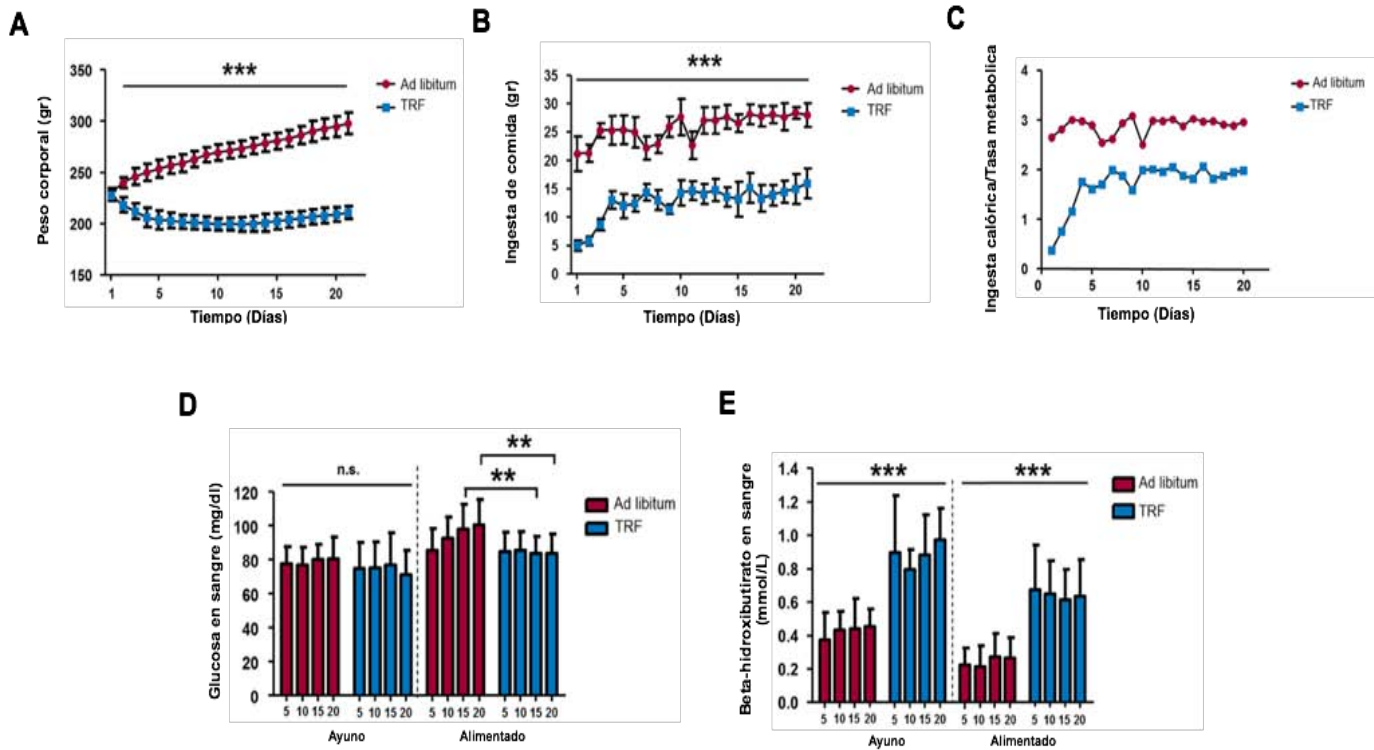 A
Peso corporal (gr)
350
300
250
200
150
***
Ad libitum
TRF
1 5 10 15 20
Tiempo (Días)
B
Ingesta de comida (gr)
35
30
25
20
15
10
5
0
***
Ad libitum
TRF
1 5 10 15 20
Tiempo (Días)
C
Ingesta calórica/Tasa metabolica
4
3
2
1
0
Ad libitum
TRF
0 5 10 15 20
Tiempo (Días)
D
Glucosa en sangre (mg/dl)
120
100
80
60
40
20
0
n.s.
**
**
Ad libitum
TRF
5 10 15 20 5 10 15 20 5 10 15 20 5 10 15 20
Ayuno Alimentado
E
Beta-hidroxibutirato en sangre
(mmol/L)
1.4
1.2
1.0
0.8
0.6
0.4
0.2
0.0
*** ***
Ad libitum
TRF
5 10 15 20 5 10 15 20 5 10 15 20 5 10 15 20
Ayuno Alimentado